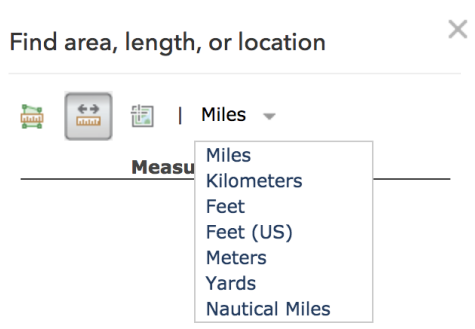 Find area, length, or location
| Miles
Measu
Miles
Kilometers
Feet
Feet (US)
Meters
Yards
Nautical Miles